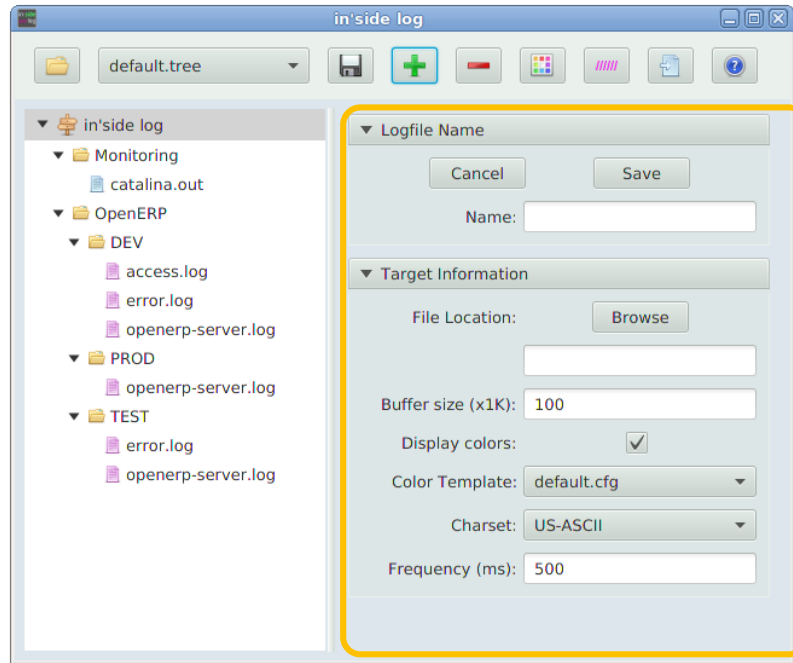 in'side log
default.tree
in'side log
Monitoring
catalina.out
OpenERP
DEV
access.log
error.log
openerp-server.log
PROD
openerp-server.log
TEST
error.log
openerp-server.log
Logfile Name
Cancel Save
Name:
Target Information
File Location: Browse
Buffer size (x1K): 100
Display colors:
Color Template: default.cfg
Charset: US-ASCII
Frequency (ms): 500